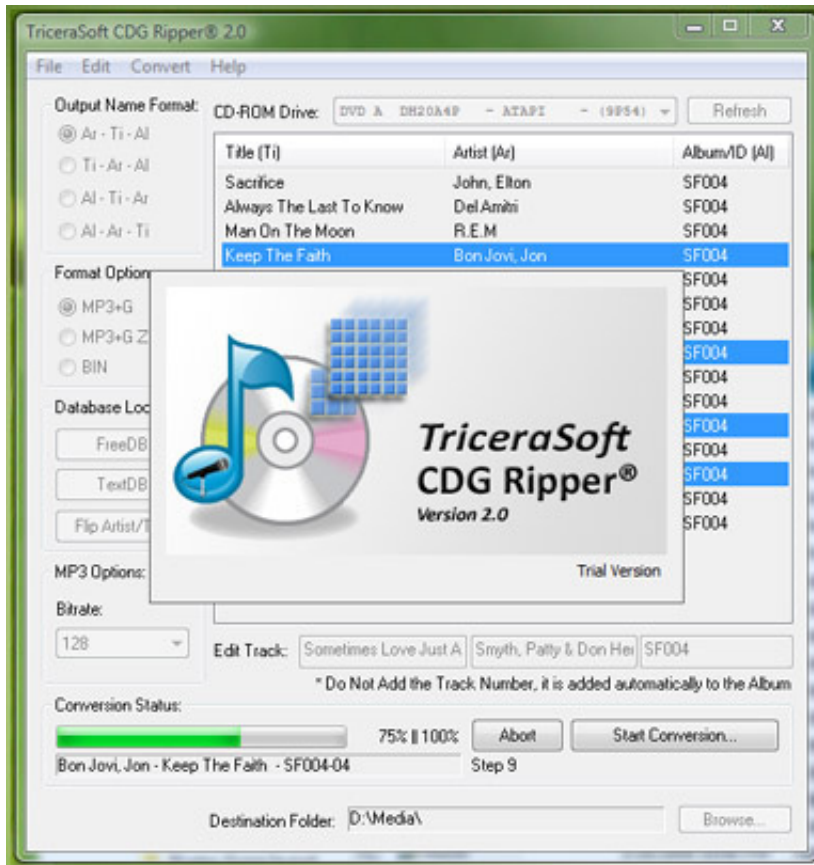 TriceraSoft CDG Ripper® 2.0
File Edit Convert Help
Output Name Format:
Ar - Ti - Al
Ti - Ar - Al
Al - Ti - Ar
Al - Ar - Ti
CD-ROM Drive: DVD A DH20A4P - ATAPI - (9P54) Refresh
Title (Ti) Artist (Ar) Album/ID (Al)
Sacrifice John, Elton SF004
Always The Last To Know Del Amitri SF004
Man On The Moon R.E.M SF004
Keep The Faith Bon Jovi, Jon SF004
SF004
SF004
SF004
SF004
SF004
SF004
SF004
SF004
SF004
SF004
SF004
Format Option
MP3+G
MP3+G Z
BIN
Database Loc
FreeDB
TextDB
Flip Artist/T
TriceraSoft
CDG Ripper®
Version 2.0
Trial Version
MP3 Options:
Bitrate:
128
Edit Track: Sometimes Love Just A Smyth, Patty & Don Hei SF004
* Do Not Add the Track Number, it is added automatically to the Album
Conversion Status:
75% || 100% Abort Start Conversion...
Bon Jovi, Jon - Keep The Faith - SF004-04 Step 9
Destination Folder: D:\Media\ Browse...